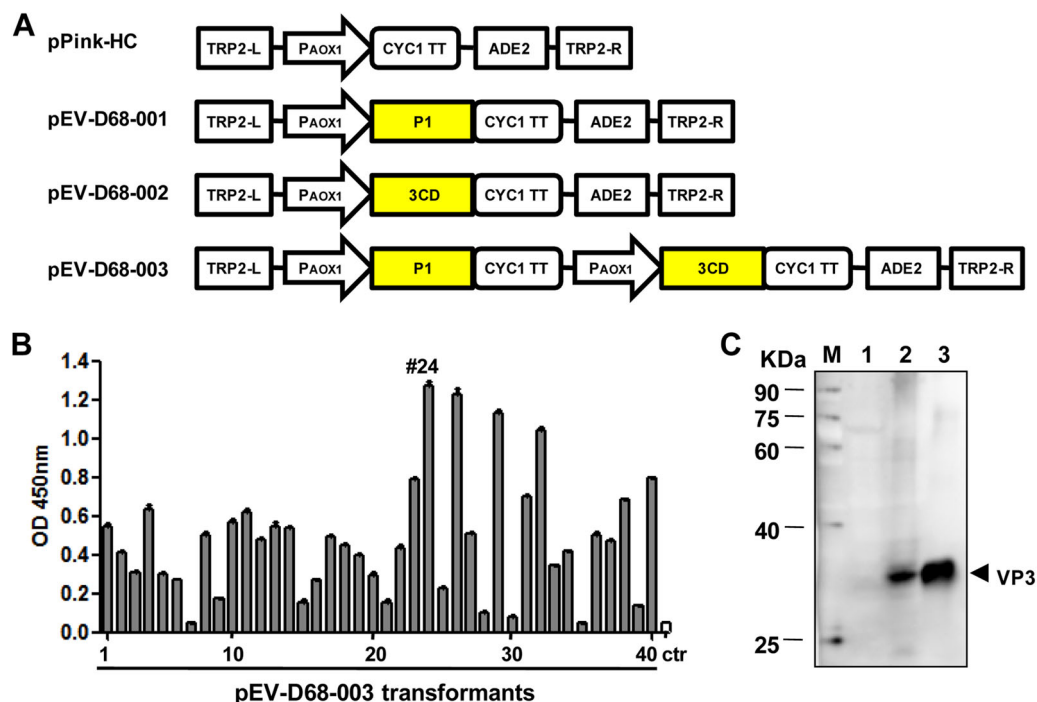 A
pPink-HC
TRP2-L PAOX1 CYC1 TT ADE2 TRP2-R
pEV-D68-001
TRP2-L PAOX1 P1 CYC1 TT ADE2 TRP2-R
pEV-D68-002
TRP2-L PAOX1 3CD CYC1 TT ADE2 TRP2-R
pEV-D68-003
TRP2-L PAOX1 P1 CYC1 TT PAOX1 3CD CYC1 TT ADE2 TRP2-R
B
OD 450nm
1.4
1.2
1.0
0.8
0.6
0.4
0.2
0.0
#24
1 10 20 30 40 ctr
pEV-D68-003 transformants
C
KDa M 1 2 3
90
75
60
40
25
VP3